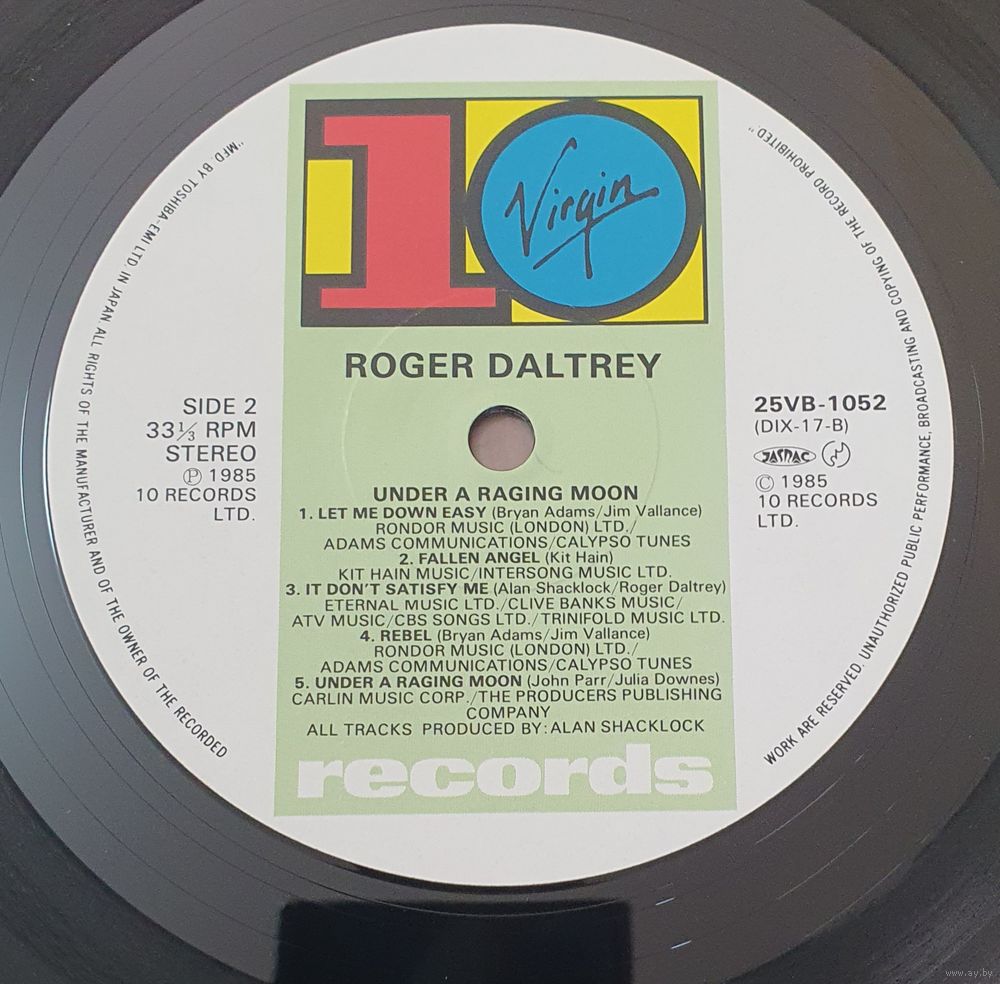 10
Virgin
ROGER DALTREY
SIDE 2
33⅓ RPM
STEREO
Ⓟ 1985
10 RECORDS
LTD.
25VB-1052
(DIX-17-B)
JASRAC
© 1985
10 RECORDS
LTD.
UNDER A RAGING MOON
1. LET ME DOWN EASY (Bryan Adams/Jim Vallance)
RONDOR MUSIC (LONDON) LTD./
ADAMS COMMUNICATIONS/CALYPSO TUNES
2. FALLEN ANGEL (Kit Hain)
KIT HAIN MUSIC/INTERSONG MUSIC LTD.
3. IT DON'T SATISFY ME (Alan Shacklock/Roger Daltrey)
ETERNAL MUSIC LTD./CLIVE BANKS MUSIC/
ATV MUSIC/CBS SONGS LTD./TRINIFOLD MUSIC LTD.
4. REBEL (Bryan Adams/Jim Vallance)
RONDOR MUSIC (LONDON) LTD./
ADAMS COMMUNICATIONS/CALYPSO TUNES
5. UNDER A RAGING MOON (John Parr/Julia Downes)
CARLIN MUSIC CORP./THE PRODUCERS PUBLISHING
COMPANY
ALL TRACKS PRODUCED BY: ALAN SHACKLOCK
records
"MFD BY TOSHIBA-EMI LTD IN JAPAN ALL RIGHTS OF THE MANUFACTURER AND OF THE OWNER OF THE RECORDED
WORK ARE RESERVED. UNAUTHORIZED PUBLIC PERFORMANCE, BROADCASTING AND COPYING OF THE RECORD PROHIBITED."
www.ay.by